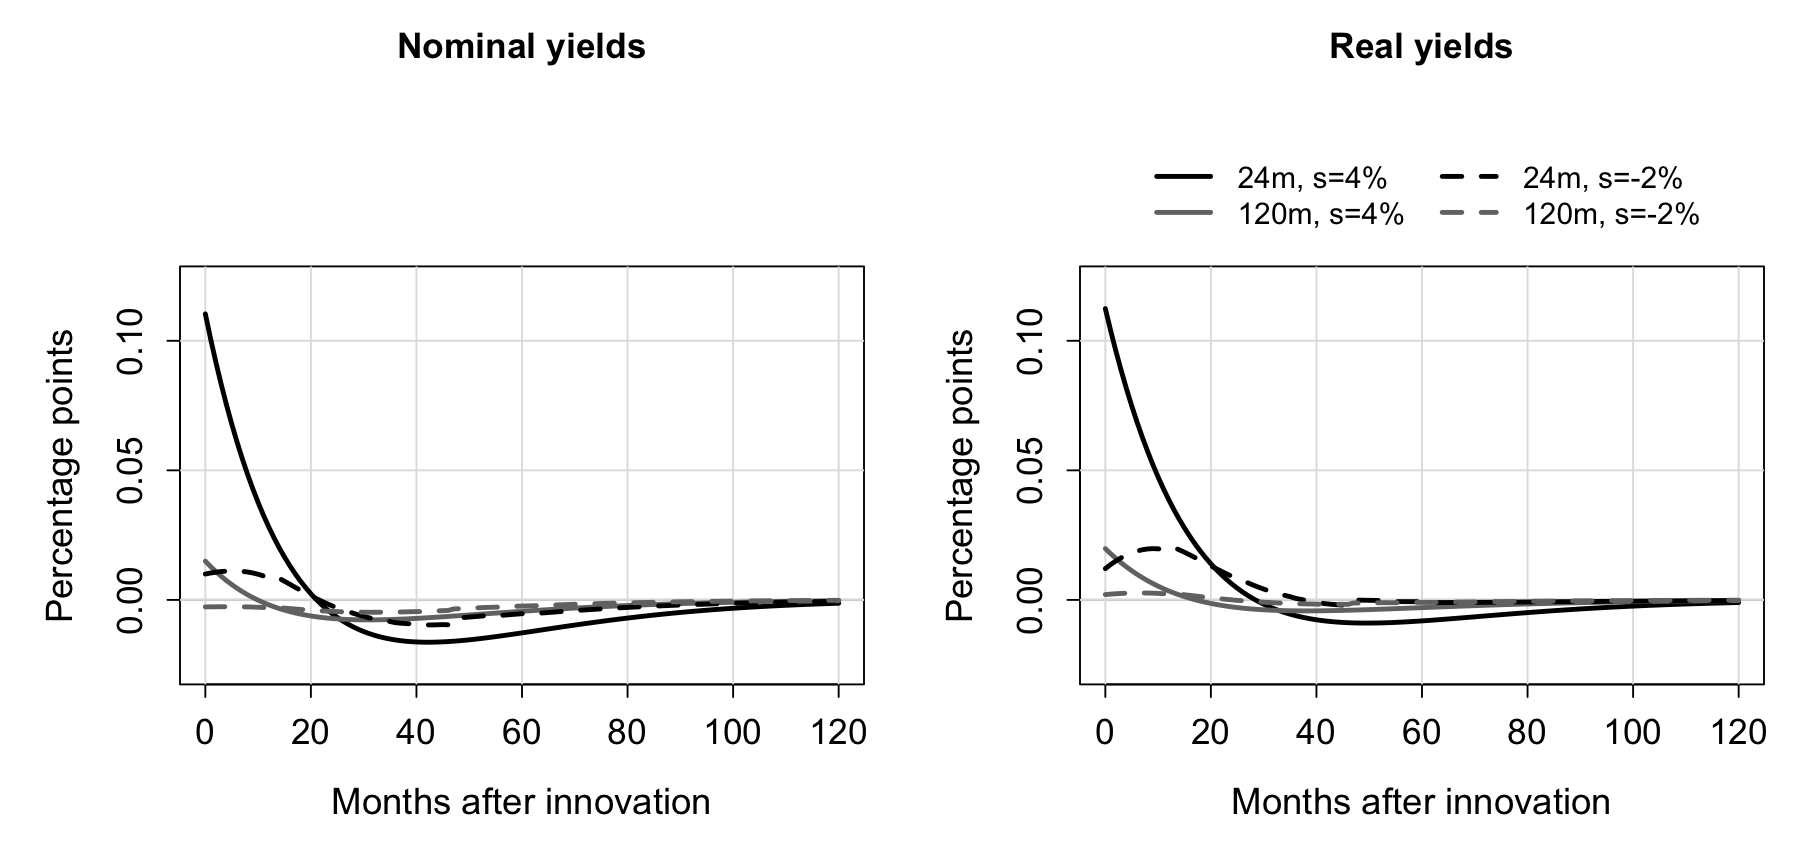 Nominal yields
Percentage points
0.10
0.05
0.00
0 20 40 60 80 100 120
Months after innovation
Real yields
24m, s=4% 24m, s=-2%
120m, s=4% 120m, s=-2%
Percentage points
0.10
0.05
0.00
0 20 40 60 80 100 120
Months after innovation